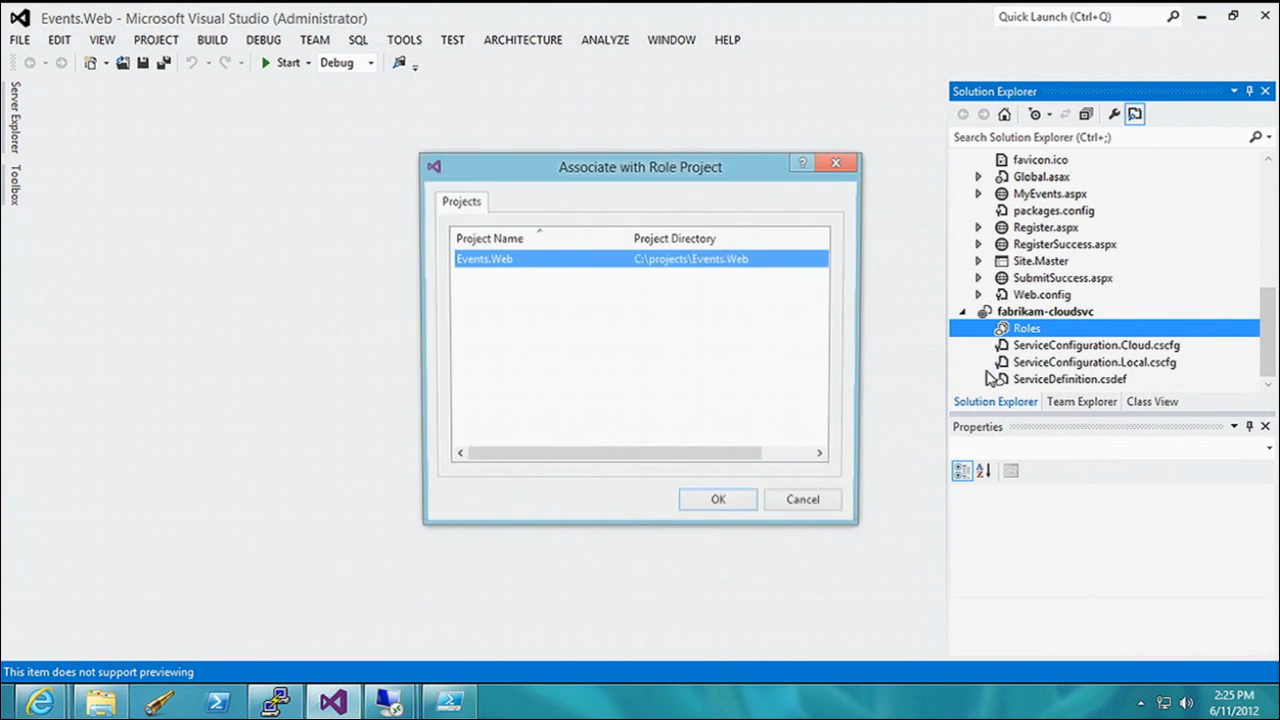 Events.Web - Microsoft Visual Studio (Administrator)
Quick Launch (Ctrl+Q)
FILE EDIT VIEW PROJECT BUILD DEBUG TEAM SQL TOOLS TEST ARCHITECTURE ANALYZE WINDOW HELP
Start Debug
Server Explorer
Toolbox
Associate with Role Project
?
Projects
Project Name Project Directory
Events.Web C:\projects\Events.Web
OK Cancel
Solution Explorer
Search Solution Explorer (Ctrl+;)
favicon.ico
Global.asax
MyEvents.aspx
packages.config
Register.aspx
RegisterSuccess.aspx
Site.Master
SubmitSuccess.aspx
Web.config
fabrikam-cloudsvc
Roles
ServiceConfiguration.Cloud.cscfg
ServiceConfiguration.Local.cscfg
ServiceDefinition.csdef
Solution Explorer Team Explorer Class View
Properties
This item does not support previewing
2:25 PM
6/11/2012